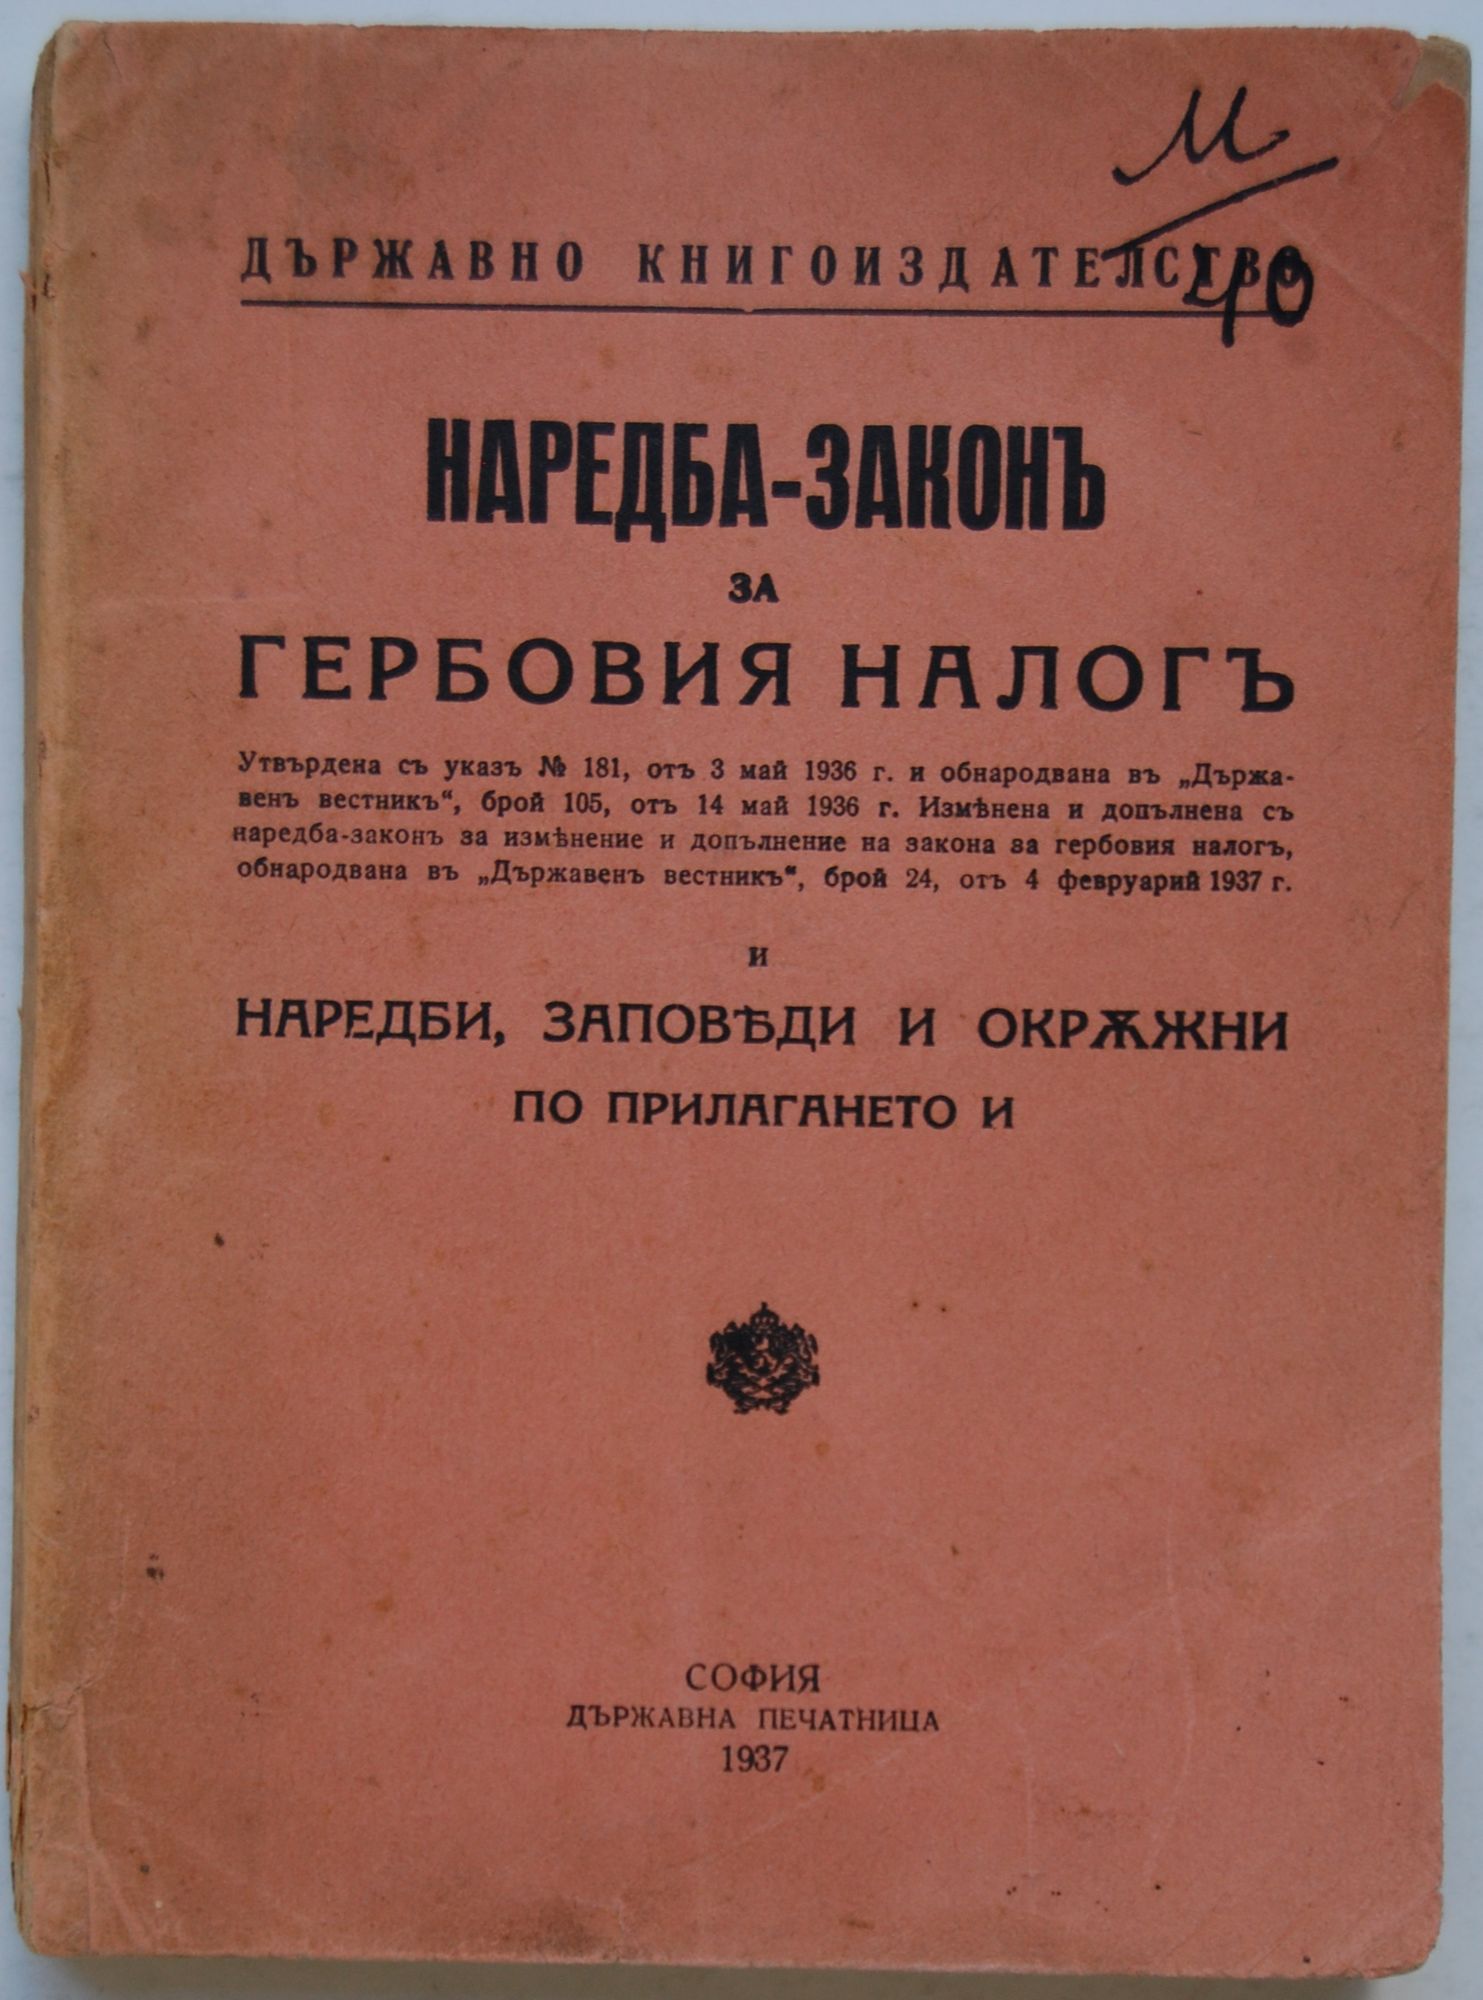 М
40
ДЪРЖАВНО КНИГОИЗДАТЕЛСТВО
НАРЕДБА-ЗАКОНЪ
ЗА
ГЕРБОВИЯ НАЛОГЪ
Утвърдена съ указъ № 181, отъ 3 май 1936 г. и обнародвана въ „Държа-
венъ вестникъ“, брой 105, отъ 14 май 1936 г. Измѣнена и допълнена съ
наредба-законъ за измѣнение и допълнение на закона за гербовия налогъ,
обнародвана въ „Държавенъ вестникъ“, брой 24, отъ 4 февруарий 1937 г.
И
НАРЕДБИ, ЗАПОВѢДИ И ОКРѪЖНИ
ПО ПРИЛАГАНЕТО И
СОФИЯ
ДЪРЖАВНА ПЕЧАТНИЦА
1937